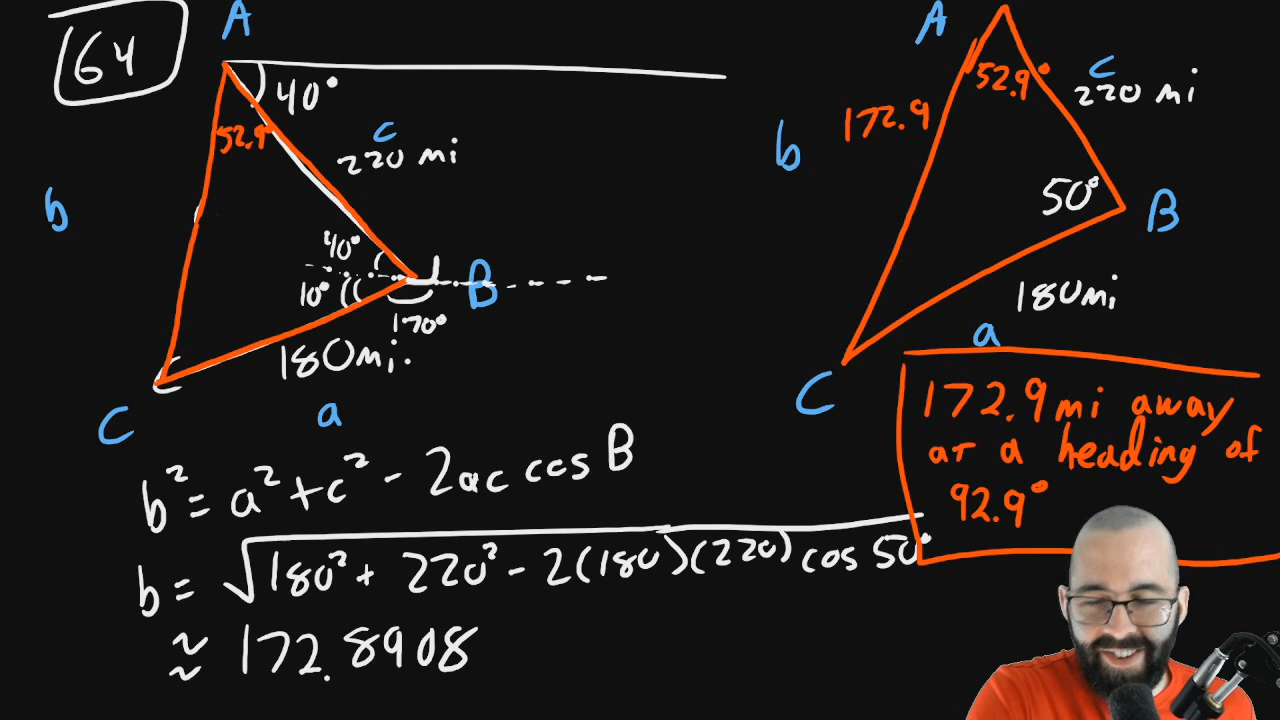 64
A
40°
52.9°
c
220 mi
b
40°
10°
B
170°
180mi.
C
a
A
52.9°
c
220 mi
172.9
b
50°
B
180mi
a
C
172.9mi away
at a heading of
92.9°
b² = a² + c² - 2ac cos B
b = √180² + 220² - 2(180)(220) cos 50°
≈ 172.8908